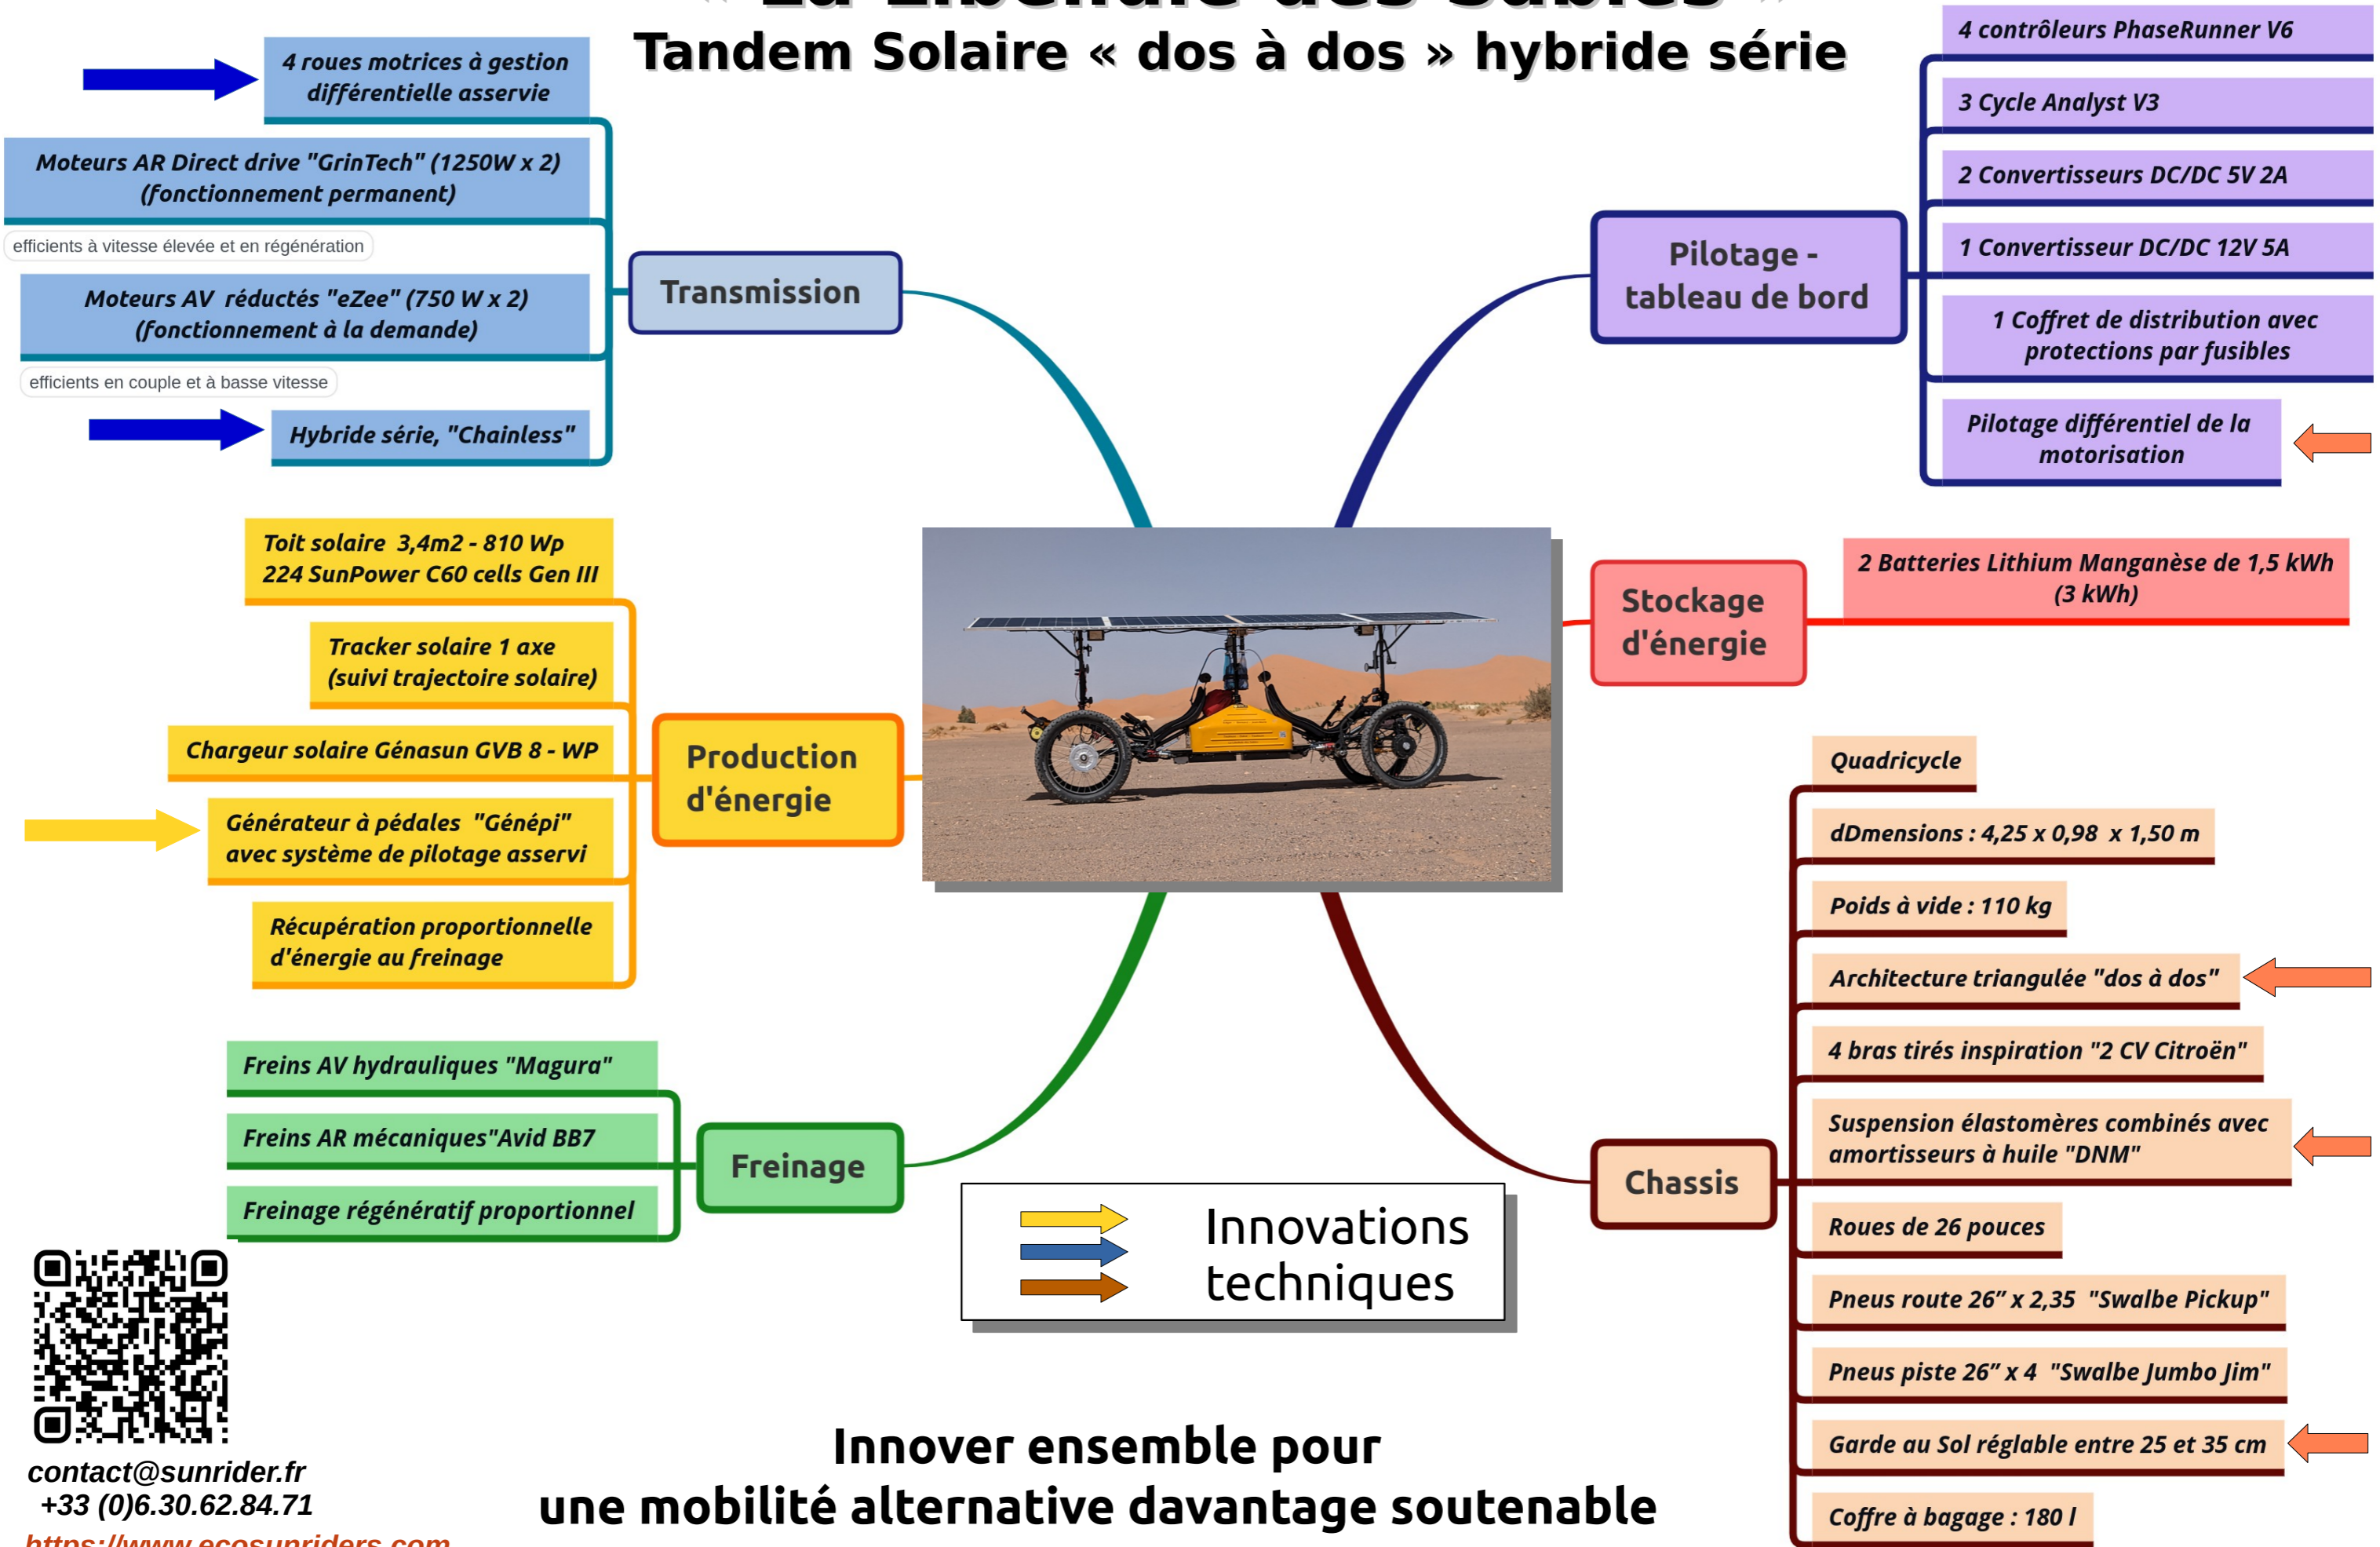 « La Libellule des Sables »
Tandem Solaire « dos à dos » hybride série
4 roues motrices à gestion
différentielle asservie
Moteurs AR Direct drive "GrinTech" (1250W x 2)
(fonctionnement permanent)
efficients à vitesse élevée et en régénération
Moteurs AV  réductés "eZee" (750 W x 2)
(fonctionnement à la demande)
efficients en couple et à basse vitesse
Hybride série, "Chainless"
Transmission
Toit solaire  3,4m2 - 810 Wp
224 SunPower C60 cells Gen III
Tracker solaire 1 axe
(suivi trajectoire solaire)
Chargeur solaire Génasun GVB 8 - WP
Générateur à pédales  "Génépi"
avec système de pilotage asservi
Récupération proportionnelle
d'énergie au freinage
Production
d'énergie
Freins AV hydrauliques "Magura"
Freins AR mécaniques"Avid BB7
Freinage régénératif proportionnel
Freinage
4 contrôleurs PhaseRunner V6
3 Cycle Analyst V3
2 Convertisseurs DC/DC 5V 2A
1 Convertisseur DC/DC 12V 5A
1 Coffret de distribution avec
protections par fusibles
Pilotage différentiel de la
motorisation
Pilotage -
tableau de bord
Stockage
d'énergie
2 Batteries Lithium Manganèse de 1,5 kWh
(3 kWh)
Chassis
Quadricycle
dDmensions : 4,25 x 0,98  x 1,50 m
Poids à vide : 110 kg
Architecture triangulée "dos à dos"
4 bras tirés inspiration "2 CV Citroën"
Suspension élastomères combinés avec
amortisseurs à huile "DNM"
Roues de 26 pouces
Pneus route 26” x 2,35  "Swalbe Pickup"
Pneus piste 26” x 4  "Swalbe Jumbo Jim"
Garde au Sol réglable entre 25 et 35 cm
Coffre à bagage : 180 l
Innovations
techniques
Innover ensemble pour
une mobilité alternative davantage soutenable
contact@sunrider.fr
+33 (0)6.30.62.84.71
https://www.ecosunriders.com